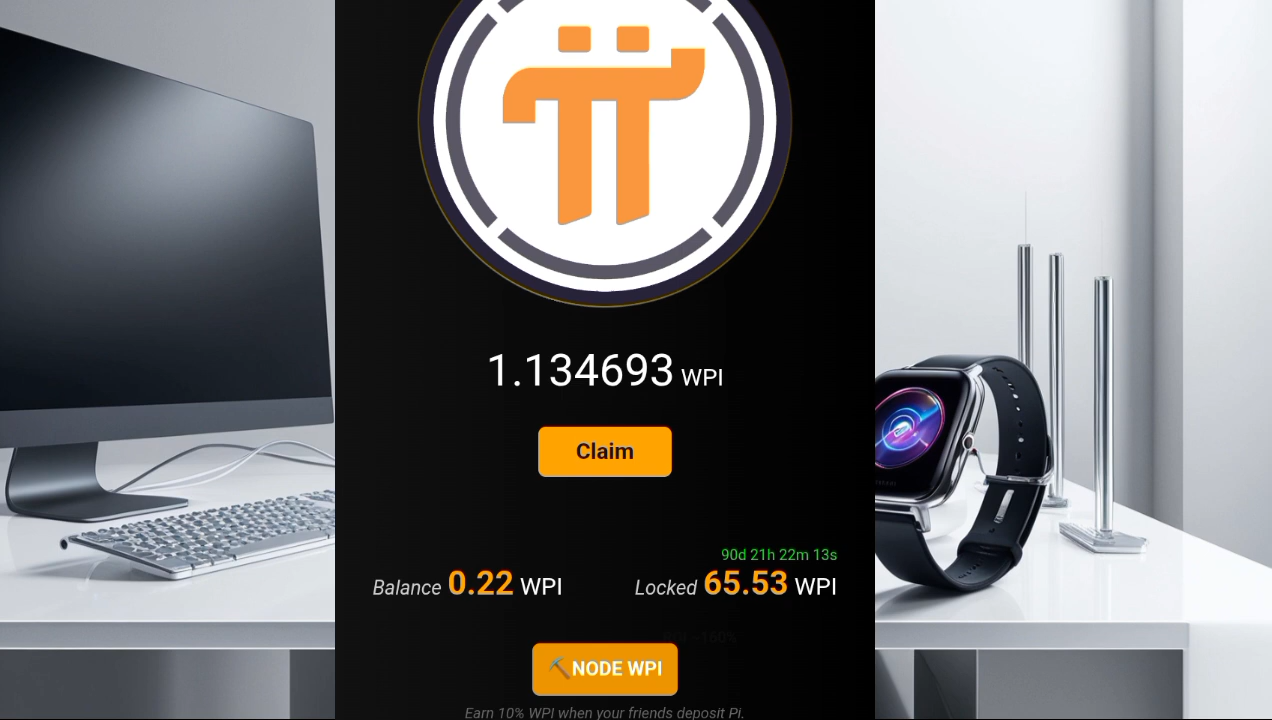 1.134693 WPI
Claim
90d 21h 22m 13s
Balance 0.22 WPI
Locked 65.53 WPI
NODE WPI
Earn 10% WPI when your friends deposit Pi.